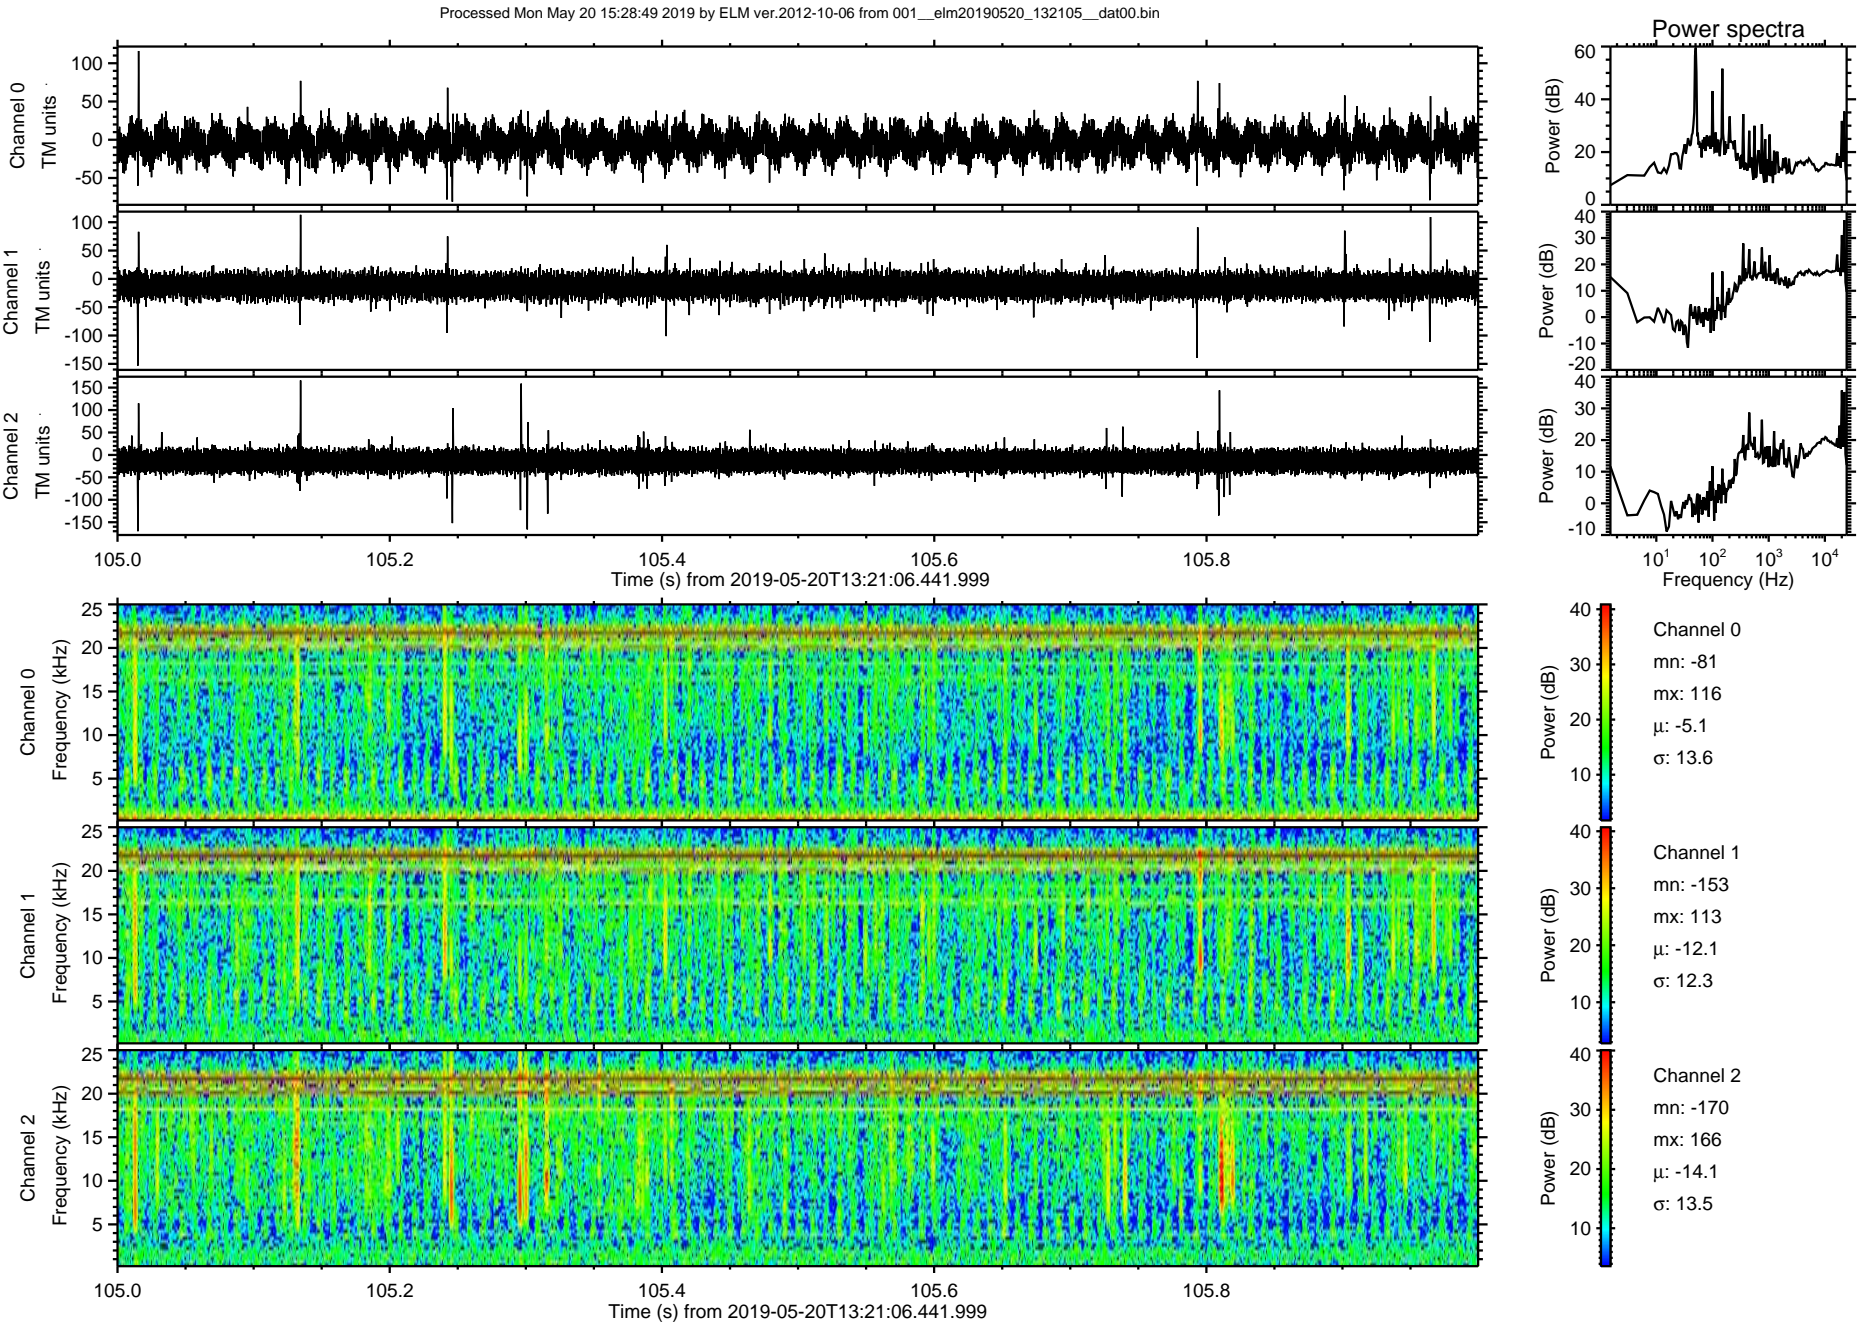 Processed Mon May 20 15:28:49 2019 by ELM ver.2012-10-06 from 001__elm20190520_132105__dat00.bin
Power spectra
Channel 0
TM units
100
50
0
-50
Power (dB)
60
40
20
0
Channel 1
TM units
100
50
0
-50
-100
-150
Power (dB)
40
30
20
10
0
-10
-20
Channel 2
TM units
150
100
50
0
-50
-100
-150
Power (dB)
40
30
20
10
0
-10
105.0 105.2 105.4 105.6 105.8
Time (s) from 2019-05-20T13:21:06.441.999
10^1 10^2 10^3 10^4
Frequency (Hz)
Channel 0
Frequency (kHz)
25
20
15
10
5
Power (dB)
40
30
20
10
Channel 0
mn: -81
mx: 116
μ: -5.1
σ: 13.6
Channel 1
Frequency (kHz)
25
20
15
10
5
Power (dB)
40
30
20
10
Channel 1
mn: -153
mx: 113
μ: -12.1
σ: 12.3
Channel 2
Frequency (kHz)
25
20
15
10
5
Power (dB)
40
30
20
10
Channel 2
mn: -170
mx: 166
μ: -14.1
σ: 13.5
105.0 105.2 105.4 105.6 105.8
Time (s) from 2019-05-20T13:21:06.441.999